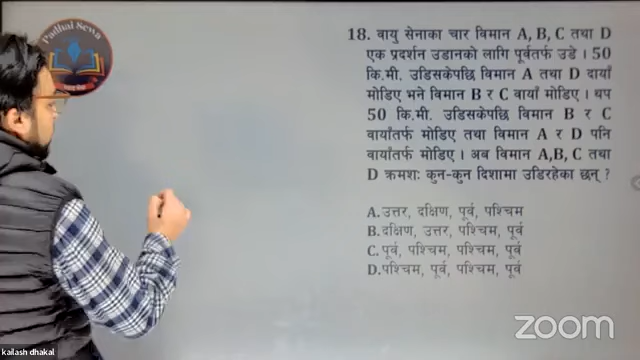 Padhai Sewa
18. वायु सेनाका चार विमान A, B, C तथा D
एक प्रदर्शन उडानको लागि पूर्वतर्फ उडे । 50
कि.मी. उडिसकेपछि विमान A तथा D दायाँ
मोडिए भने विमान B र C वायाँ मोडिए । थप
50 कि.मी. उडिसकेपछि विमान B र C
वायाँतर्फ मोडिए तथा विमान A र D पनि
वायाँतर्फ मोडिए । अब विमान A,B, C तथा
D क्रमशः कुन-कुन दिशामा उडिरहेका छन् ?
A. उत्तर, दक्षिण, पूर्व, पश्चिम
B. दक्षिण, उत्तर, पश्चिम, पूर्व
C. पूर्व, पश्चिम, पश्चिम, पूर्व
D. पश्चिम, पूर्व, पश्चिम, पूर्व
zoom
kailash dhakal